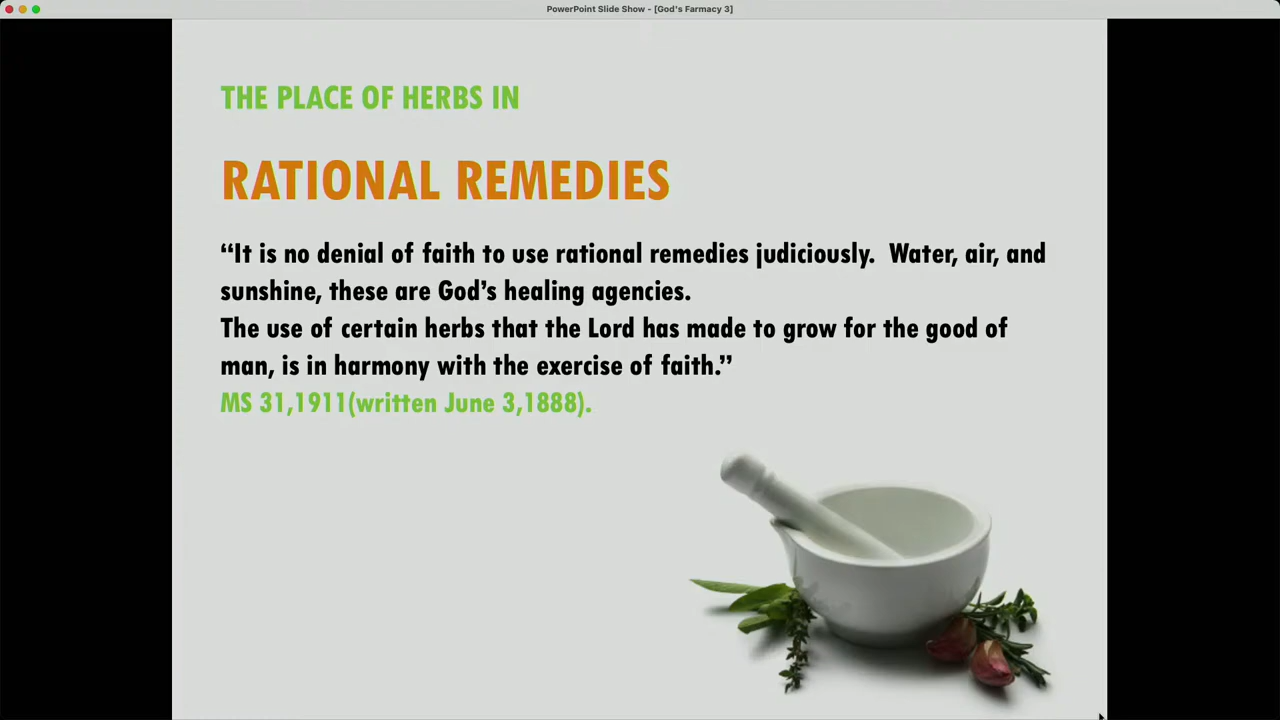 PowerPoint Slide Show - [God's Farmacy 3]
THE PLACE OF HERBS IN
RATIONAL REMEDIES
“It is no denial of faith to use rational remedies judiciously.  Water, air, and
sunshine, these are God’s healing agencies.
The use of certain herbs that the Lord has made to grow for the good of
man, is in harmony with the exercise of faith.”
MS 31,1911(written June 3,1888).